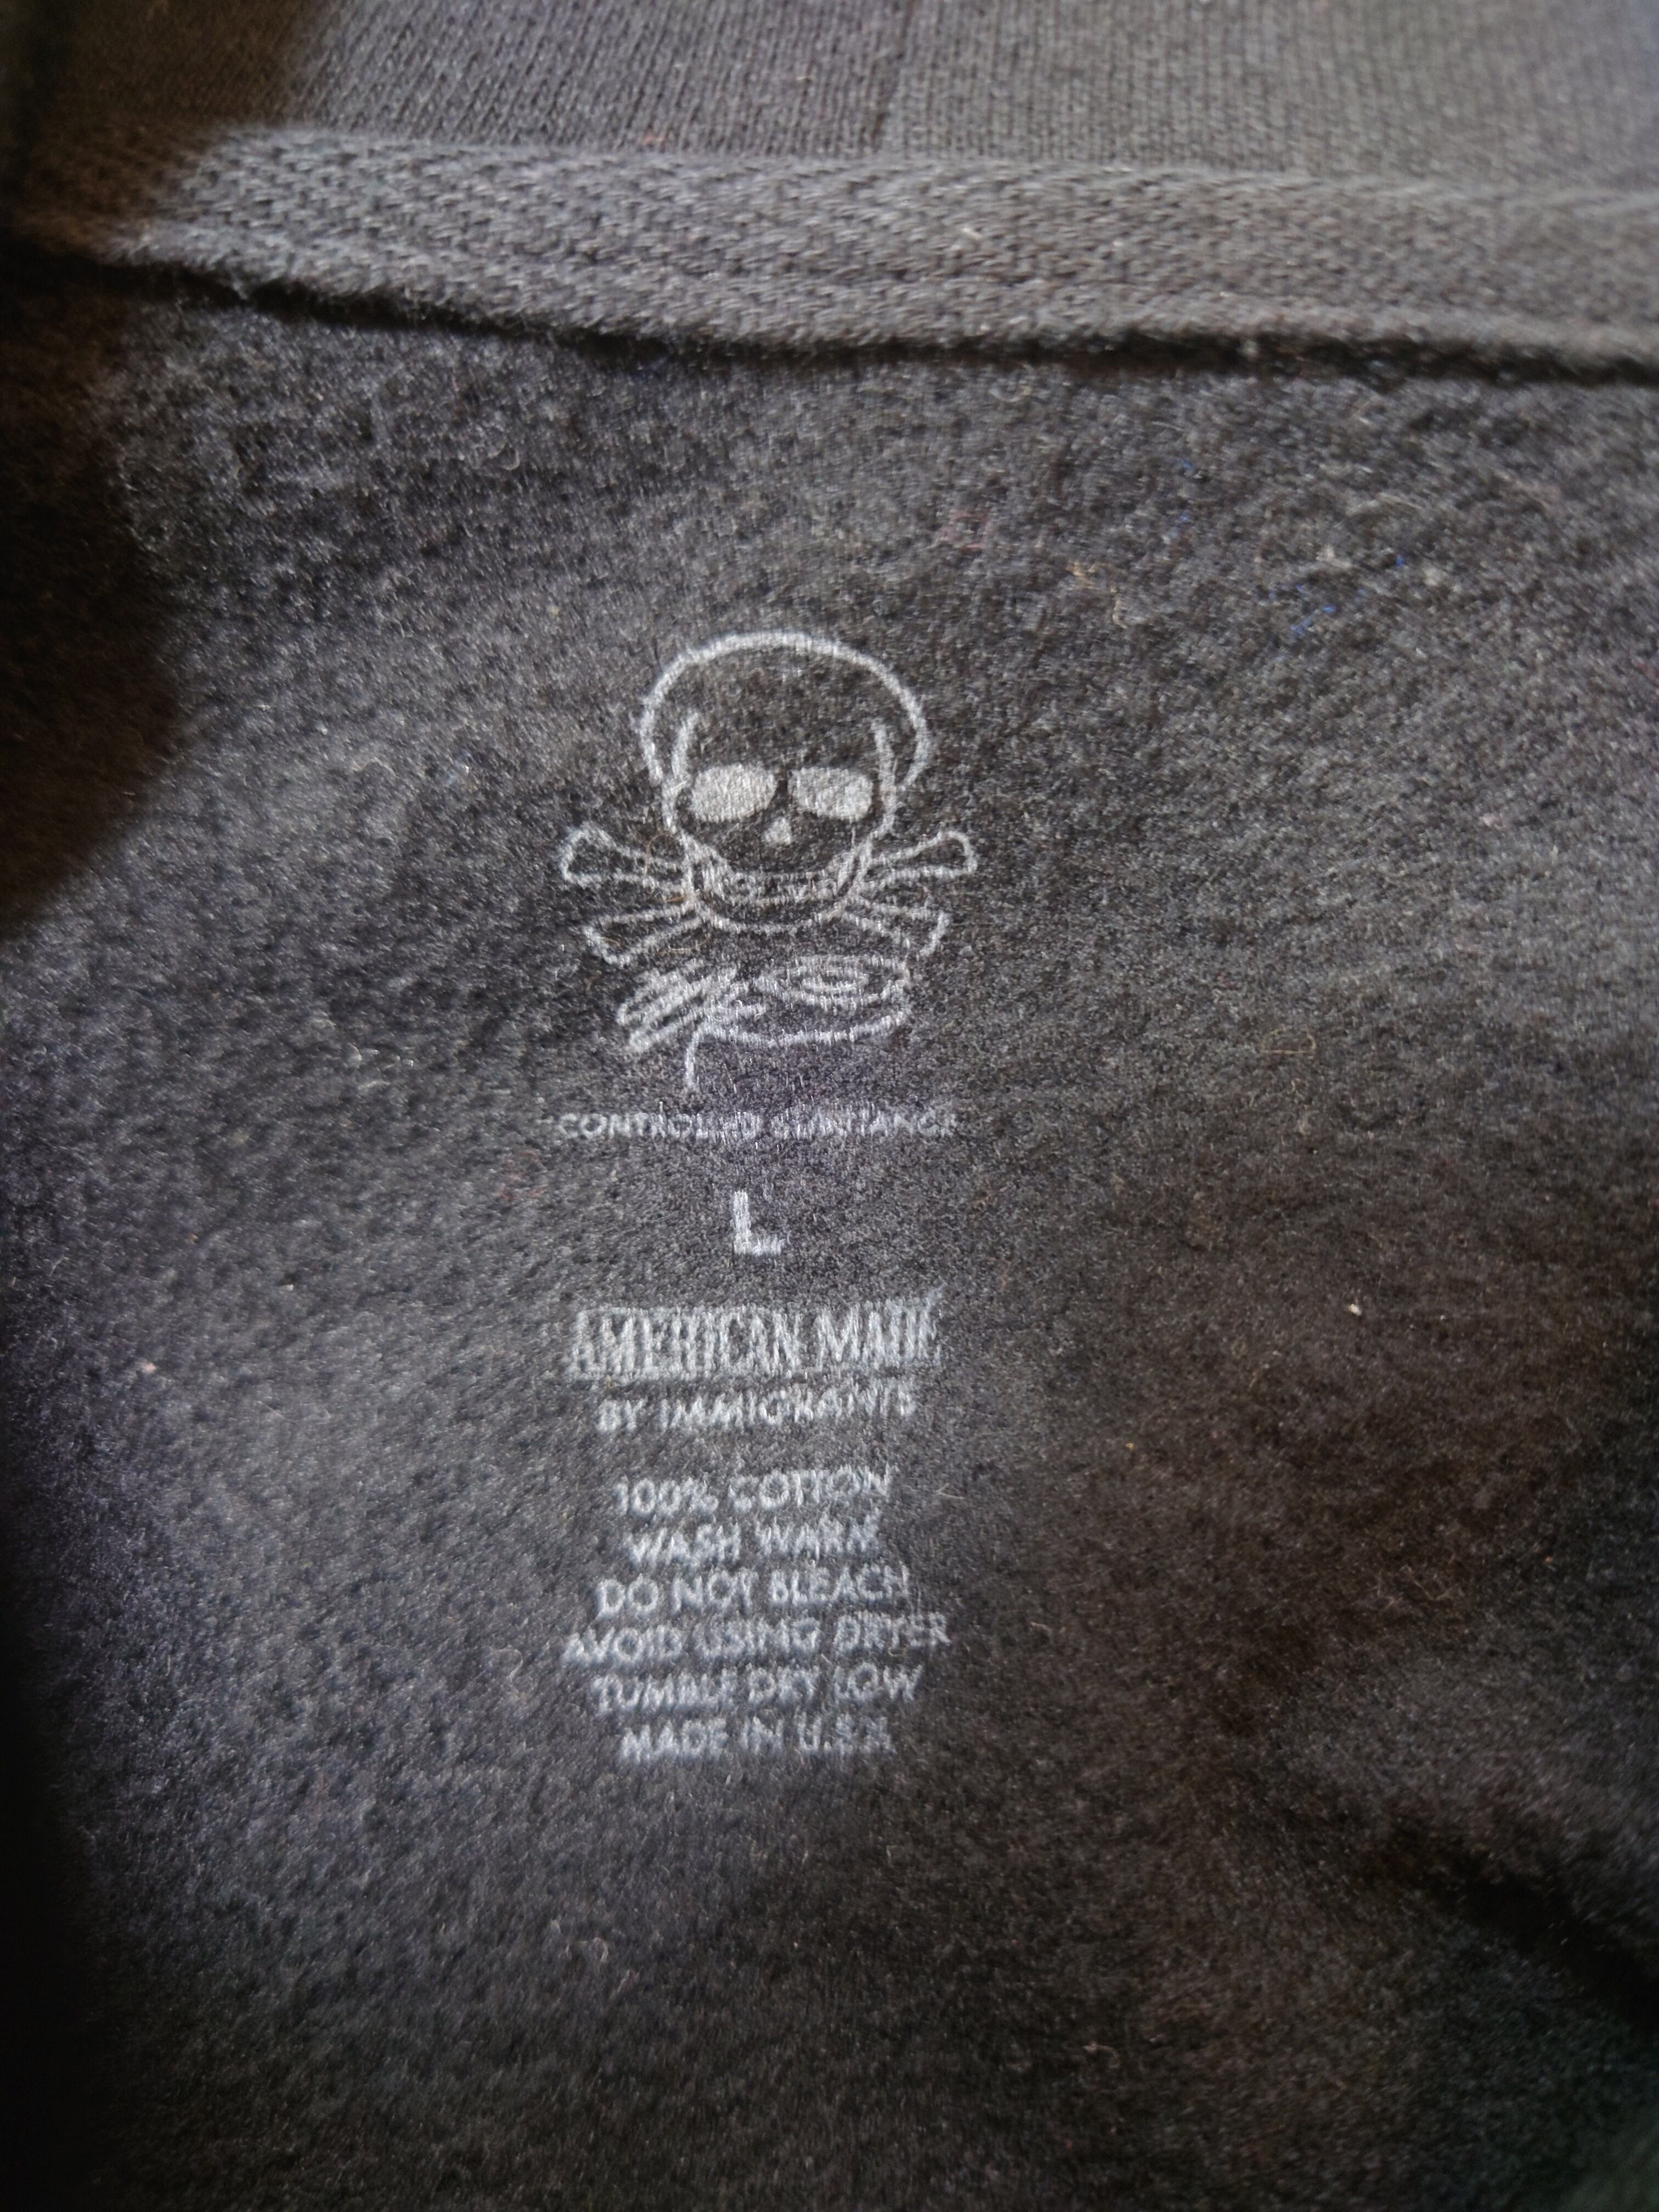 CONTROLLED SUBSTANCE
L
AMERICAN MADE
BY IMMIGRANTS
100% COTTON
WASH WARM
DO NOT BLEACH
AVOID USING DRYER
TUMBLE DRY LOW
MADE IN U.S.A.